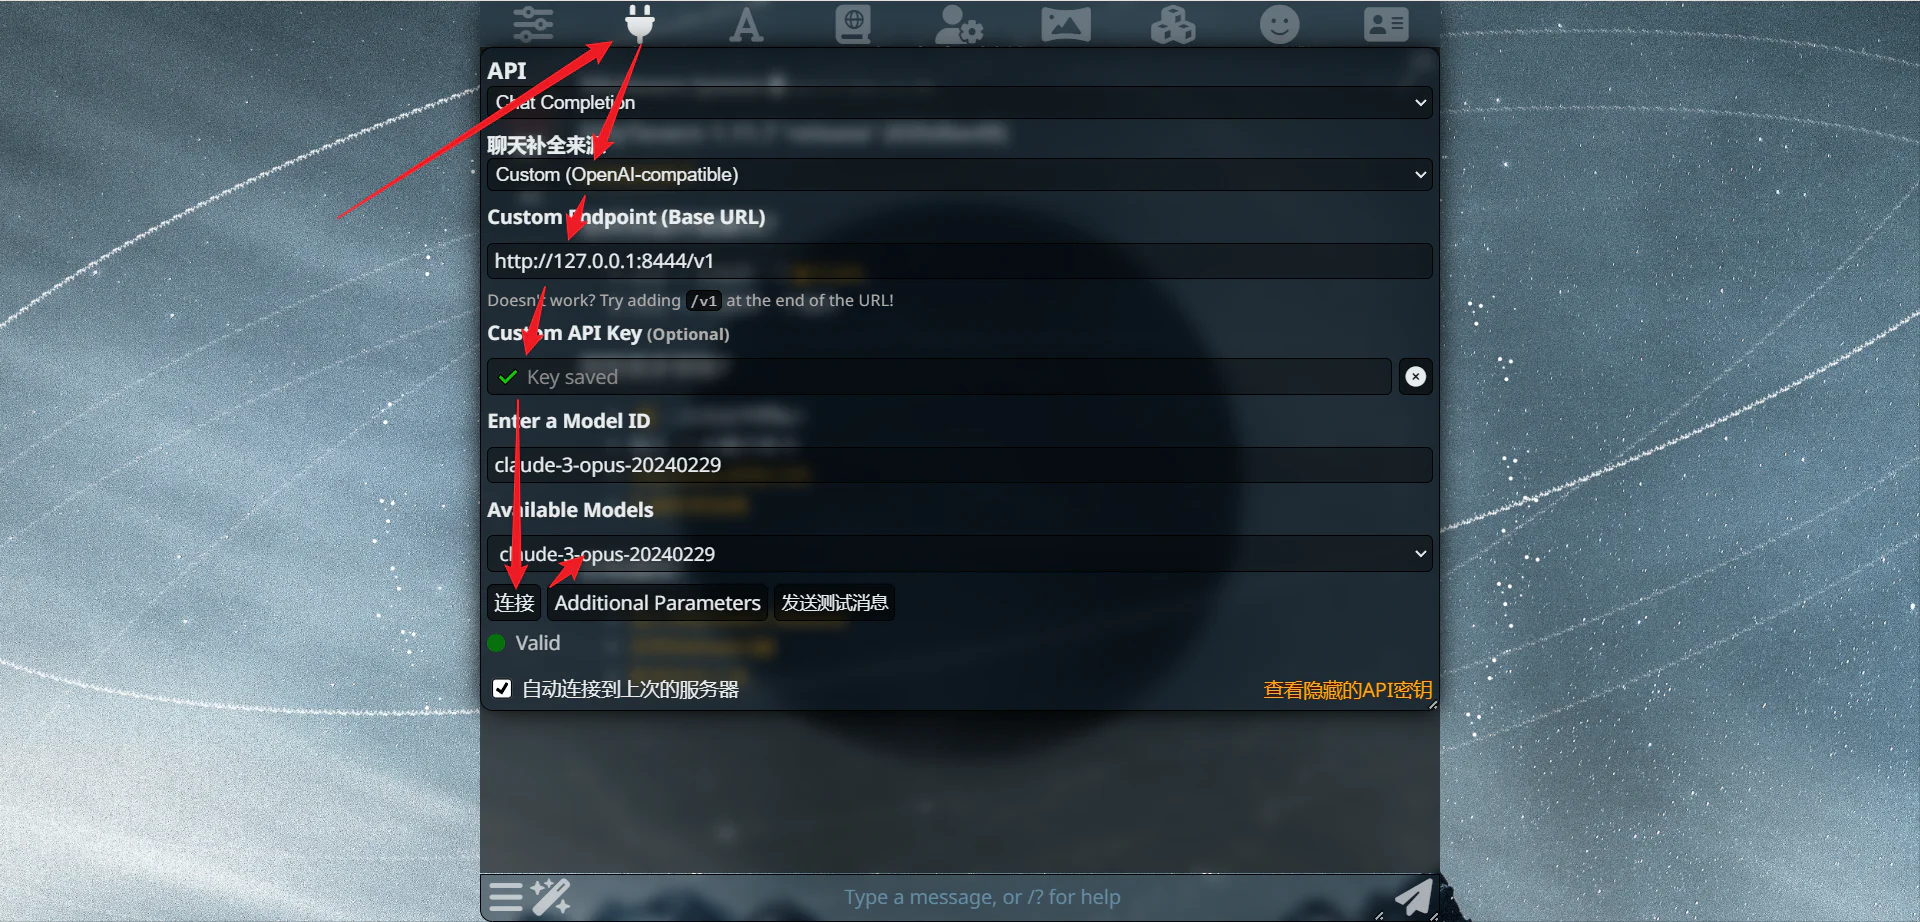 API
Chat Completion
聊天补全来源
Custom (OpenAI-compatible)
Custom Endpoint (Base URL)
http://127.0.0.1:8444/v1
Doesn't work? Try adding /v1 at the end of the URL!
Custom API Key (Optional)
Key saved
Enter a Model ID
claude-3-opus-20240229
Available Models
claude-3-opus-20240229
连接 Additional Parameters 发送测试消息
Valid
自动连接到上次的服务器 查看隐藏的API密钥
Type a message, or /? for help